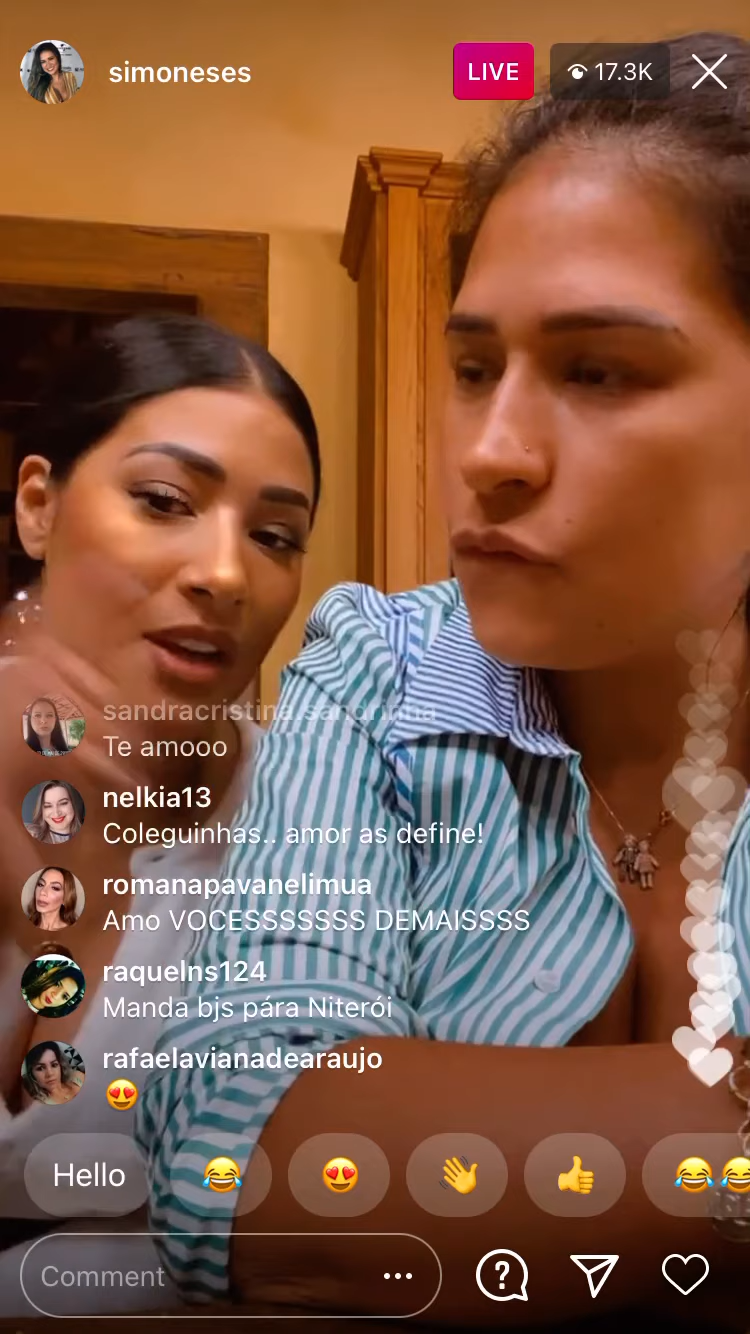 simoneses
LIVE
17.3K
sandracristina.sandrinha
Te amooo
nelkia13
Coleguinhas.. amor as define!
romanapavanelimua
Amo VOCESSSSSSS DEMAISSSS
raquelns124
Manda bjs pára Niterói
rafaelavianadearaujo
😍
Hello 😂 😍 👋 👍 😂😂
Comment